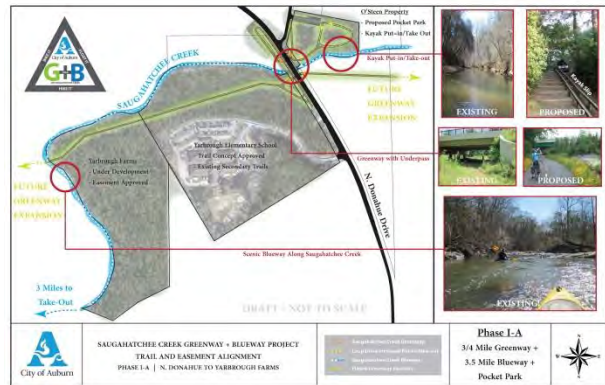 City of Auburn
G+B
SAUGAHATCHEE CREEK
O'Steen Property
- Proposed Pocket Park
- Kayak Put-in/Take Out
Kayak Put-in/Take-out
FUTURE
GREENWAY
EXPANSION
Yarbrough Elementary School
- Trail Concept Approved
- Existing Secondary Trails
Greenway with Underpass
Yarbrough Farms
- Under Development
- Easement Approved
FUTURE
GREENWAY
EXPANSION
N. Donahue Drive
Scenic Blueway Along Saugahatchee Creek
3 Miles to
Take-Out
DRAFT - NOT TO SCALE
EXISTING
Kayak Slip
PROPOSED
EXISTING
PROPOSED
EXISTING
City of Auburn
SAUGAHATCHEE CREEK GREENWAY + BLUEWAY PROJECT
TRAIL AND EASEMENT ALIGNMENT
PHASE I-A | N. DONAHUE TO YARBROUGH FARMS
Phase I-A
3/4 Mile Greenway +
3.5 Mile Blueway +
Pocket Park